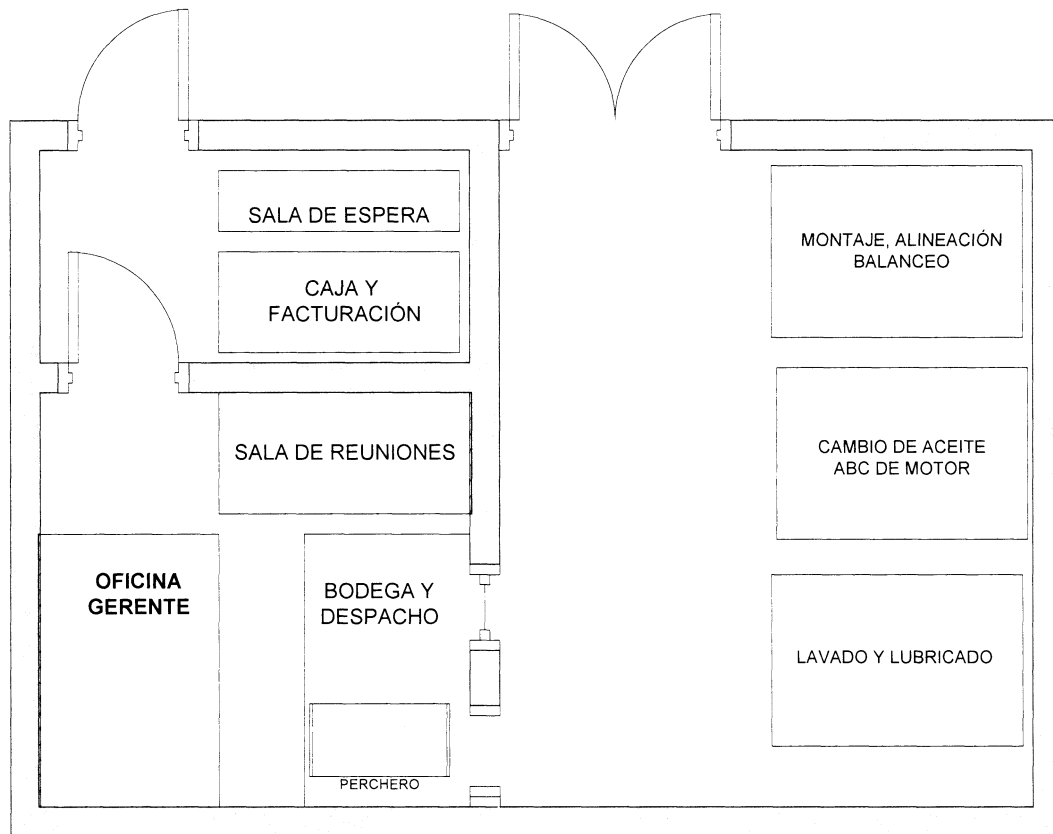 SALA DE ESPERA
CAJA Y
FACTURACIÓN
SALA DE REUNIONES
OFICINA
GERENTE
BODEGA Y
DESPACHO
PERCHERO
MONTAJE, ALINEACIÓN
BALANCEO
CAMBIO DE ACEITE
ABC DE MOTOR
LAVADO Y LUBRICADO